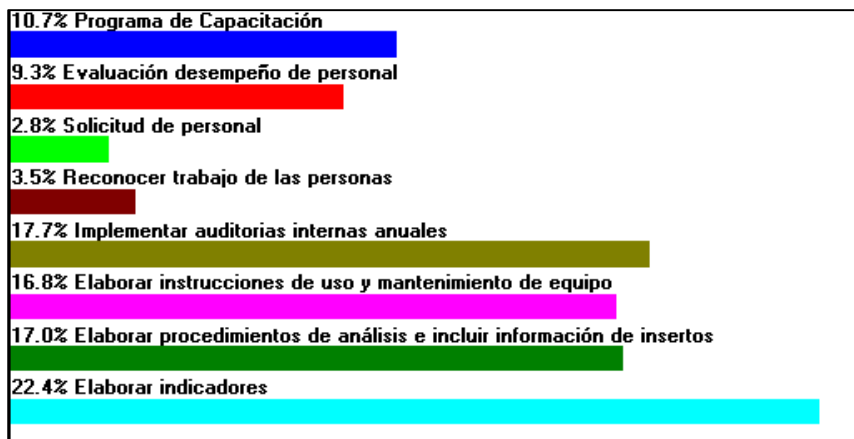 10.7% Programa de Capacitación
9.3% Evaluación desempeño de personal
2.8% Solicitud de personal
3.5% Reconocer trabajo de las personas
17.7% Implementar auditorias internas anuales
16.8% Elaborar instrucciones de uso y mantenimiento de equipo
17.0% Elaborar procedimientos de análisis e incluir información de insertos
22.4% Elaborar indicadores